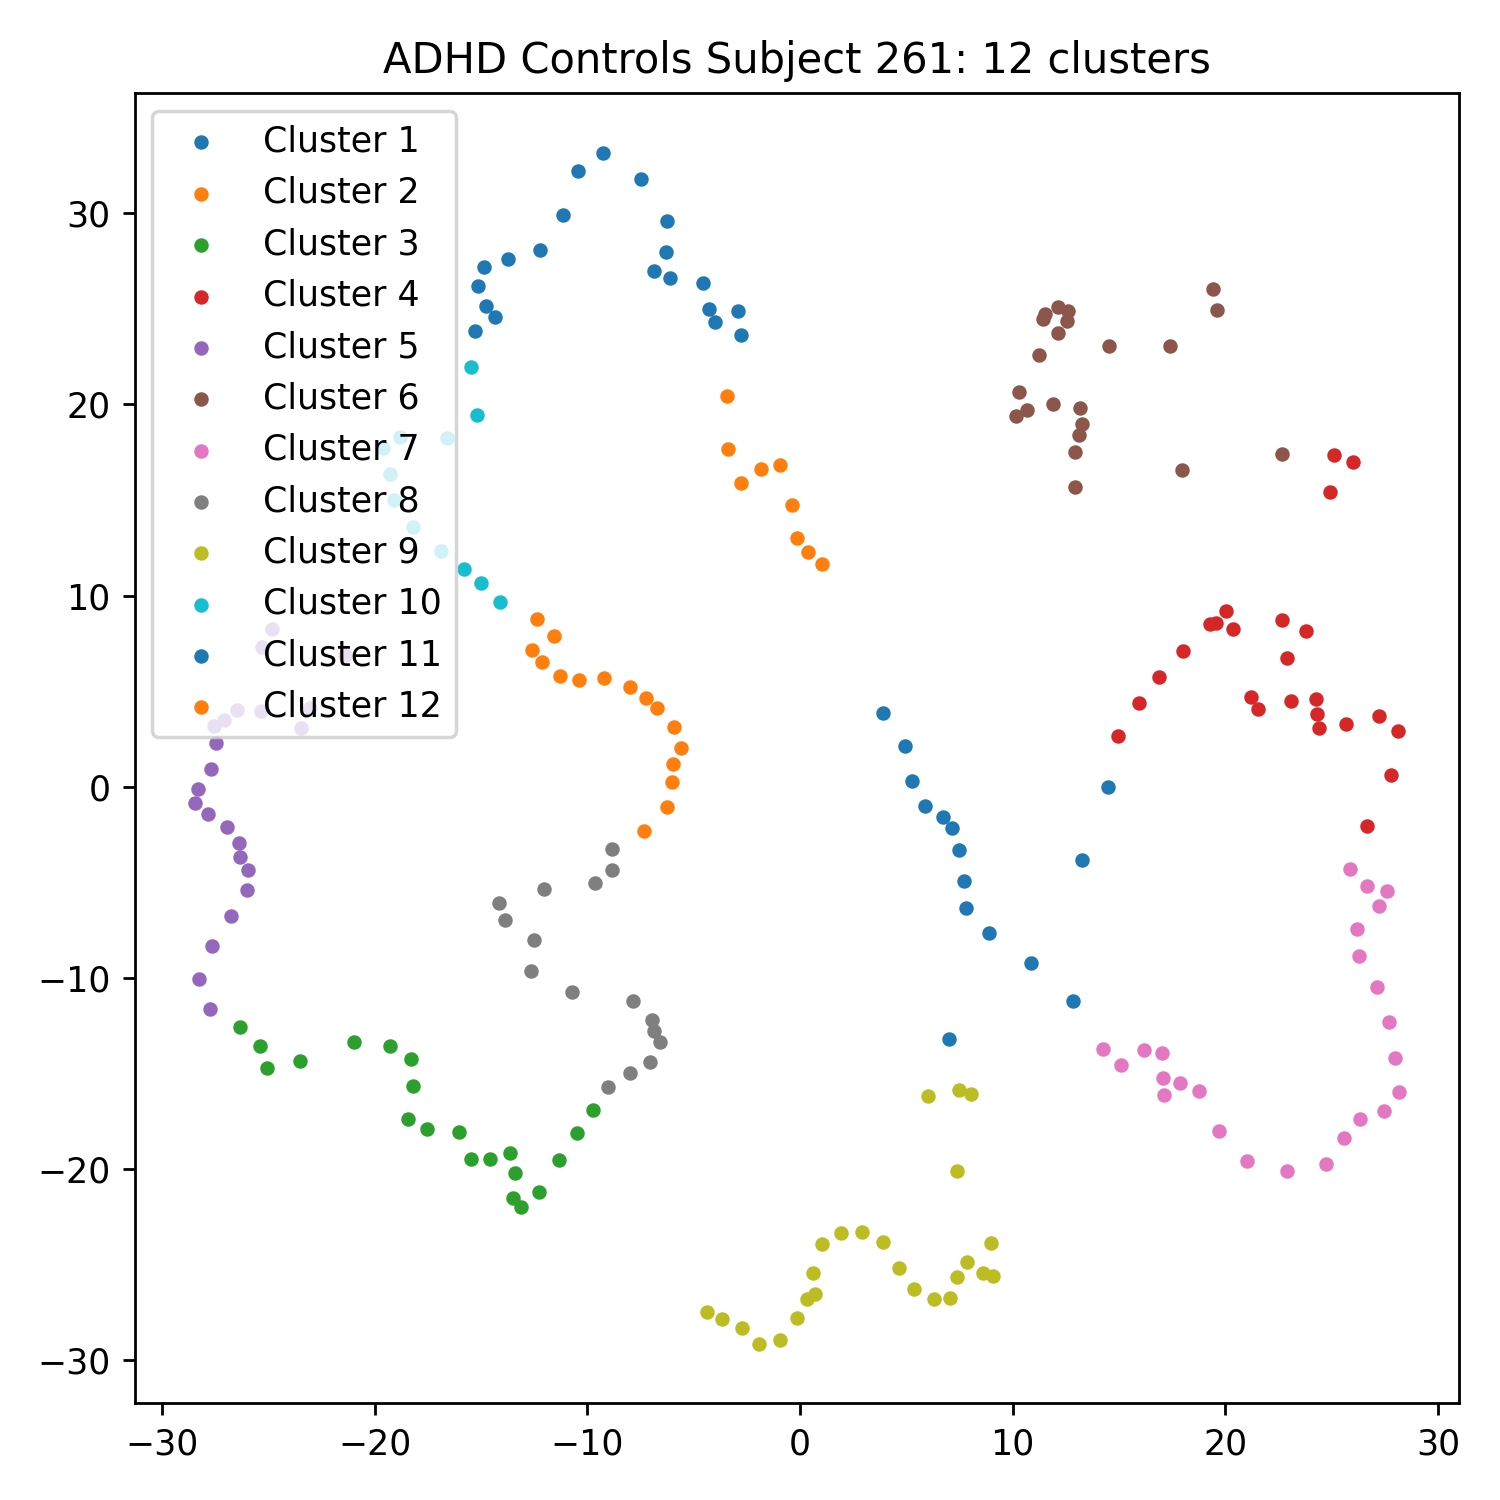 ADHD Controls Subject 261: 12 clusters
Cluster 1
Cluster 2
Cluster 3
Cluster 4
Cluster 5
Cluster 6
Cluster 7
Cluster 8
Cluster 9
Cluster 10
Cluster 11
Cluster 12
30
20
10
0
−10
−20
−30
−30 −20 −10 0 10 20 30